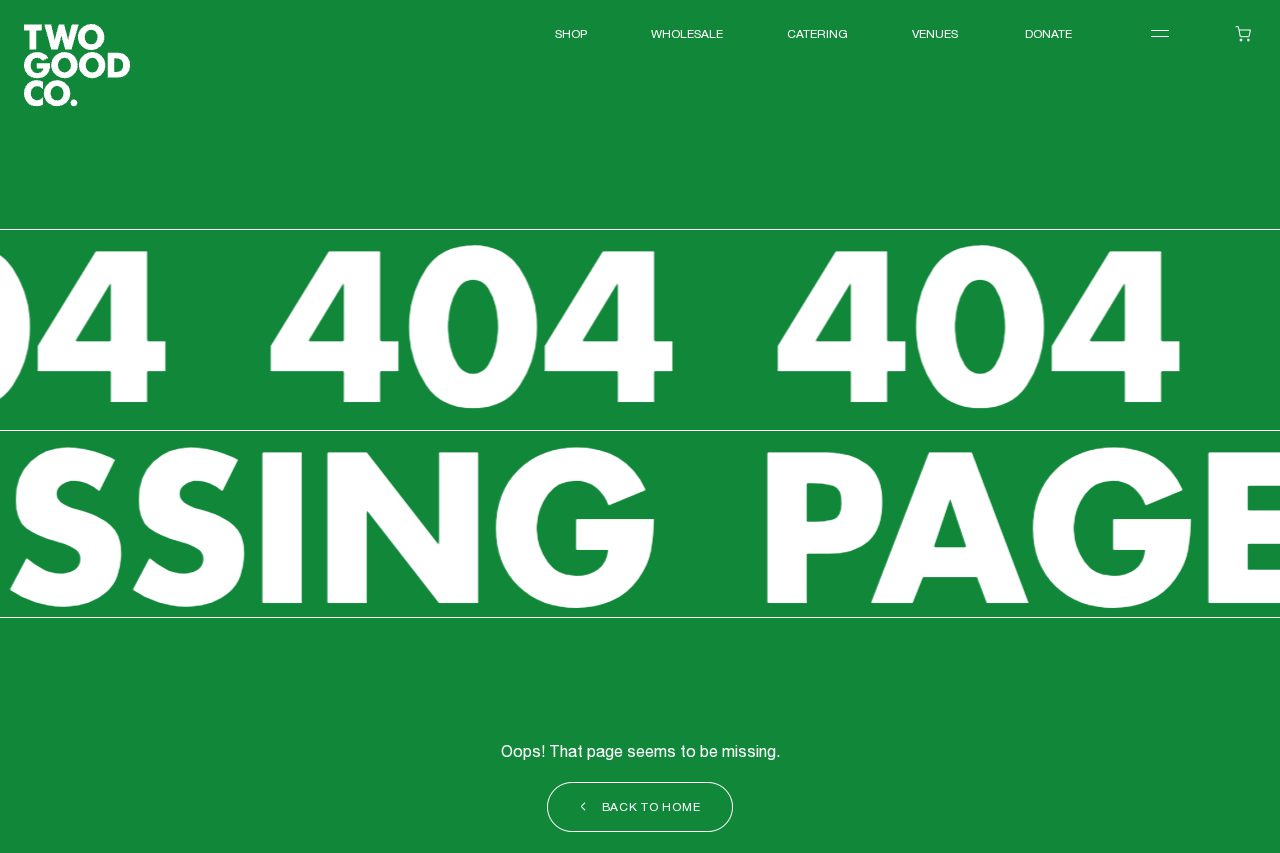 TWO
GOOD
CO.
SHOP WHOLESALE CATERING VENUES DONATE
04 404 404
SSING PAGE
Oops! That page seems to be missing.
BACK TO HOME